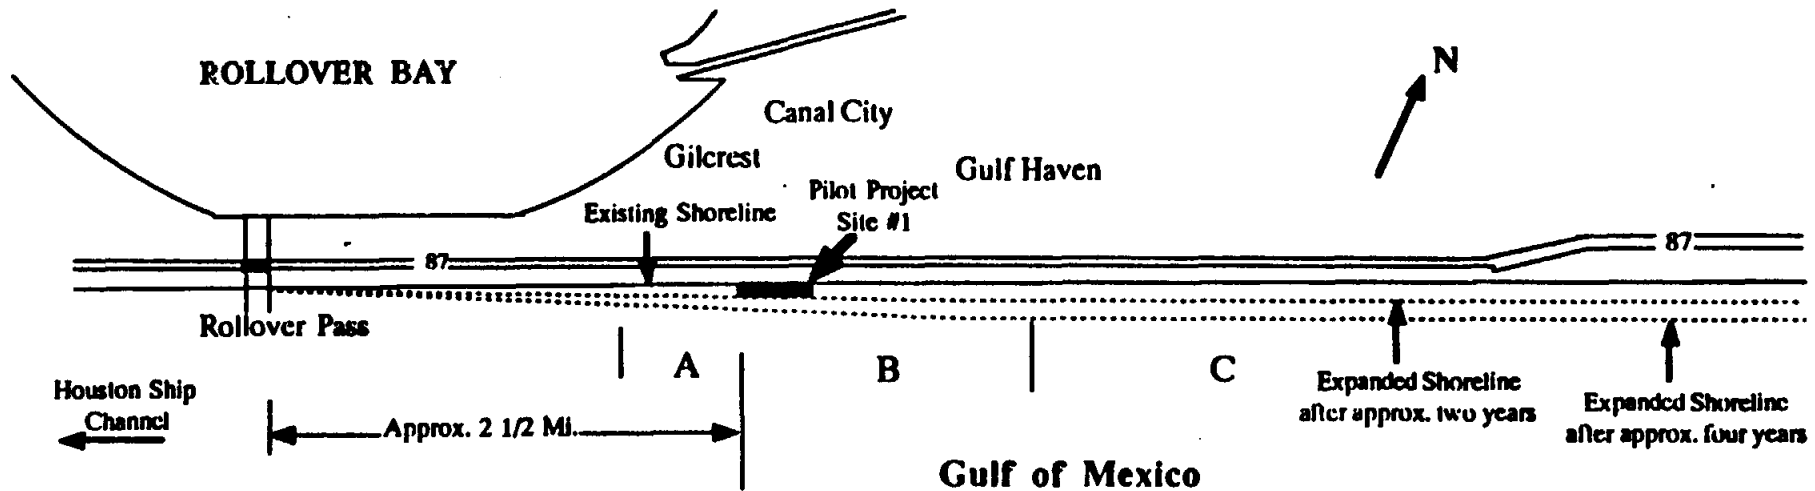 ROLLOVER BAY
N
Canal City
Gilcrest
Gulf Haven
Pilot Project
Site #1
Existing Shoreline
87
87
Rollover Pass
A
B
C
Houston Ship
Channel
Approx. 2 1/2 Mi.
Expanded Shoreline
after approx. two years
Expanded Shoreline
after approx. four years
Gulf of Mexico